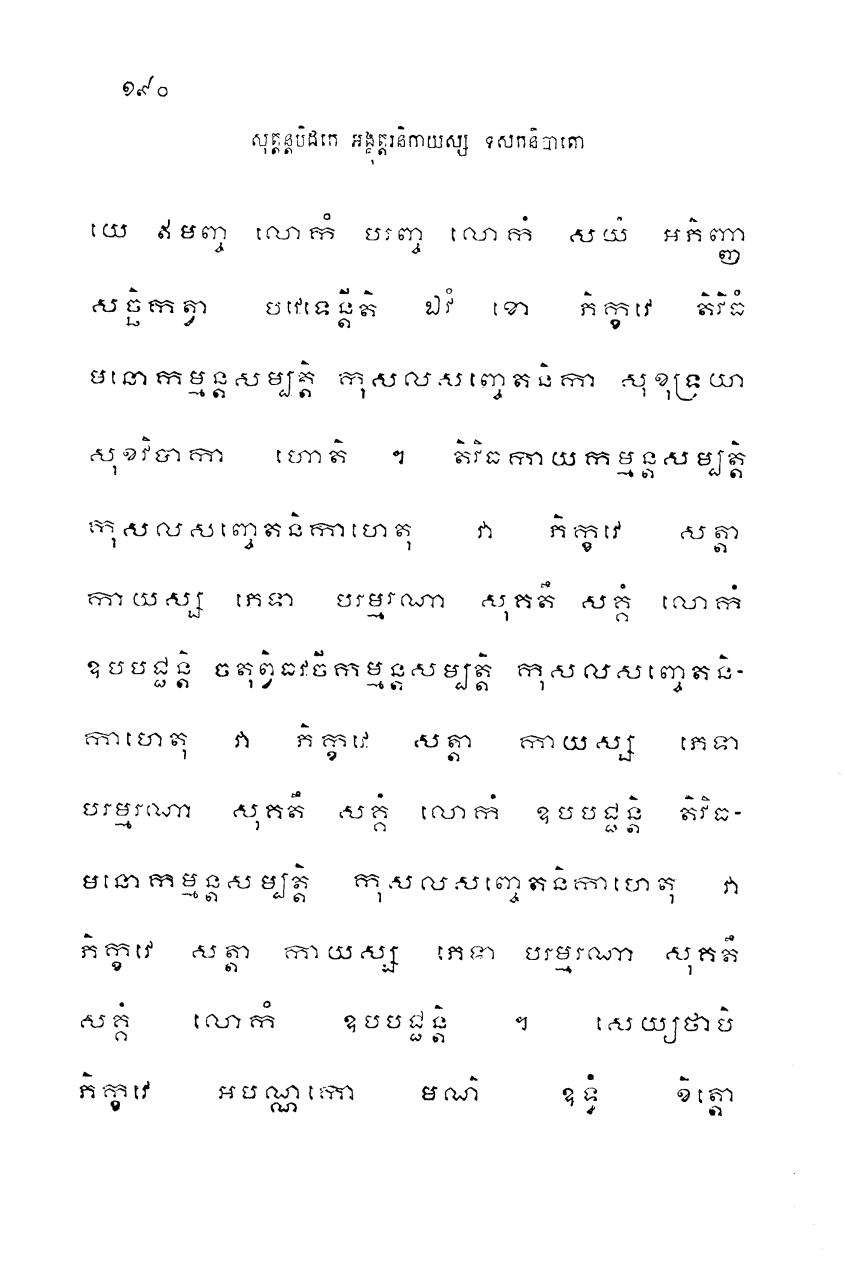 ១៩០
សុត្តន្តបិដកេ អង្គុត្តរនិកាយស្ស ទសកនិបាតោ
យេ ឥមញ្ច លោកំ បរញ្ច លោកំ សយំ អភិញ្ញា
សច្ឆិកត្វា បវេទេន្តីតិ ឯវំ ខោ ភិក្ខវេ តិវិធំ
មនោកម្មន្តសម្បត្តិ កុសលសញ្ចេតនិកា សុខុទ្រយា
សុខវិបាកា ហោតិ ។ តិវិធកាយកម្មន្តសម្បត្តិ
កុសលសញ្ចេតនិកាហេតុ វា ភិក្ខវេ សត្តា
កាយស្ស ភេទា បរម្មរណា សុគតឹ សគ្គំ លោកំ
ឧបបជ្ជន្តិ ចតុព្វិធវចីកម្មន្តសម្បត្តិ កុសលសញ្ចេតនិ-
កាហេតុ វា ភិក្ខវេ សត្តា កាយស្ស ភេទា
បរម្មរណា សុគតឹ សគ្គំ លោកំ ឧបបជ្ជន្តិ តិវិធ-
មនោកម្មន្តសម្បត្តិ កុសលសញ្ចេតនិកាហេតុ វា
ភិក្ខវេ សត្តា កាយស្ស ភេទា បរម្មរណា សុគតឹ
សគ្គំ លោកំ ឧបបជ្ជន្តិ ។ សេយ្យថាបិ
ភិក្ខវេ អបណ្ណកោ មណិ ឧទ្ធំ ខិត្តោ